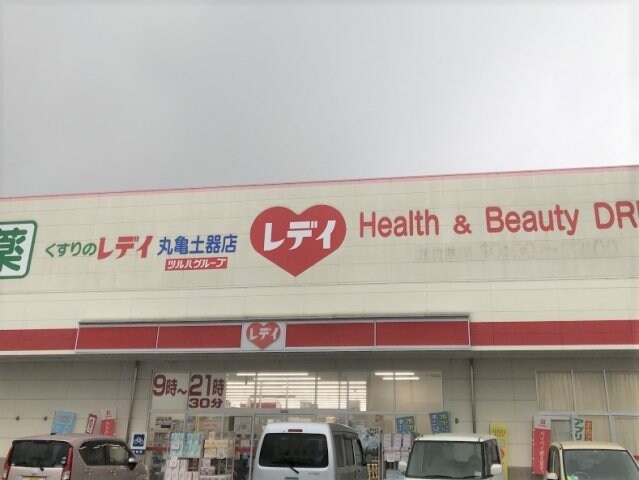 薬
くすりのレデイ 丸亀土器店
ツルハグループ
レデイ
Health & Beauty DR
レデイ
9時～21時
30分